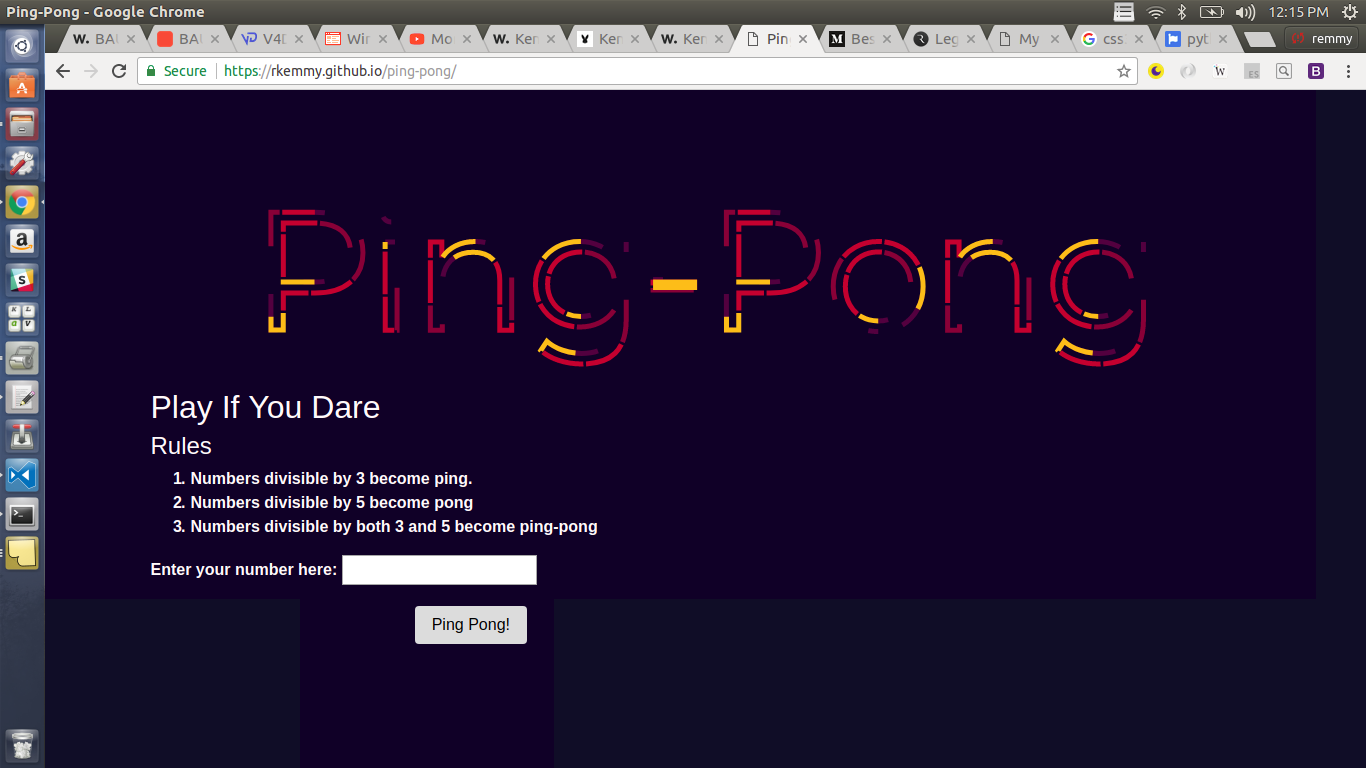 Ping-Pong - Google Chrome
12:15 PM
W. BAU
BAU
V4D
Wir
Mo
W. Ker
Ker
W. Ker
Pin
Bes
Leg
My
css
pyt
remmy
Secure
https://rkemmy.github.io/ping-pong/
Ping-Pong
Play If You Dare
Rules
1. Numbers divisible by 3 become ping.
2. Numbers divisible by 5 become pong
3. Numbers divisible by both 3 and 5 become ping-pong
Enter your number here:
Ping Pong!